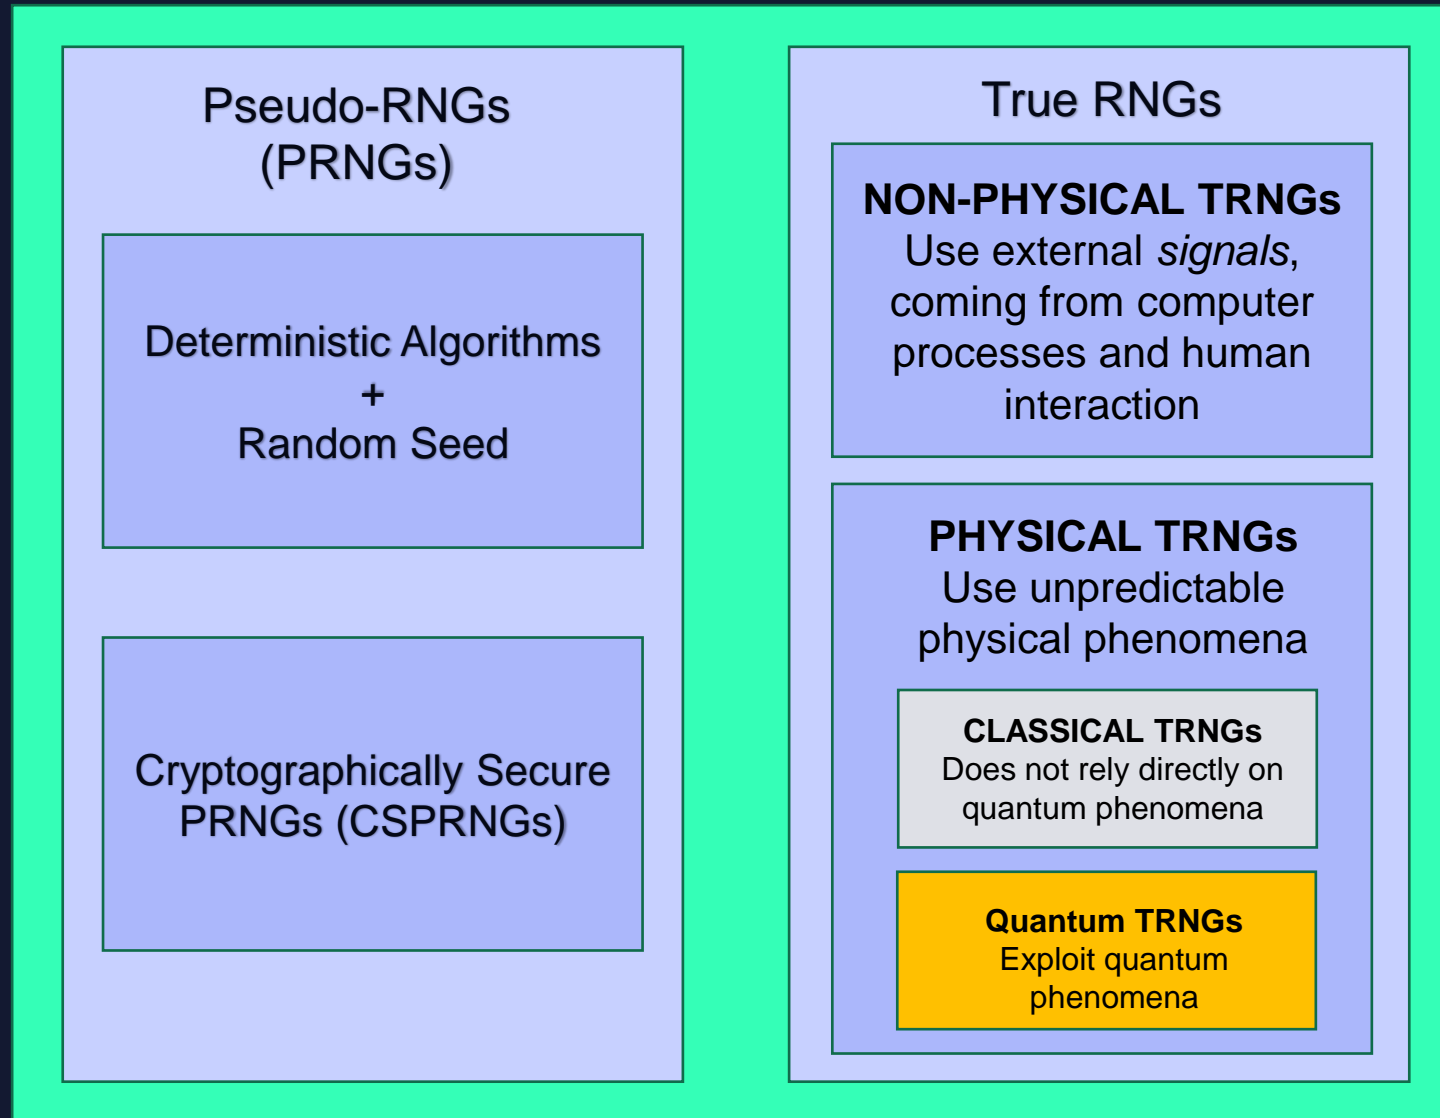 Pseudo-RNGs
(PRNGs)
Deterministic Algorithms
+
Random Seed
Cryptographically Secure
PRNGs (CSPRNGs)
True RNGs
NON-PHYSICAL TRNGs
Use external signals,
coming from computer
processes and human
interaction
PHYSICAL TRNGs
Use unpredictable
physical phenomena
CLASSICAL TRNGs
Does not rely directly on
quantum phenomena
Quantum TRNGs
Exploit quantum
phenomena